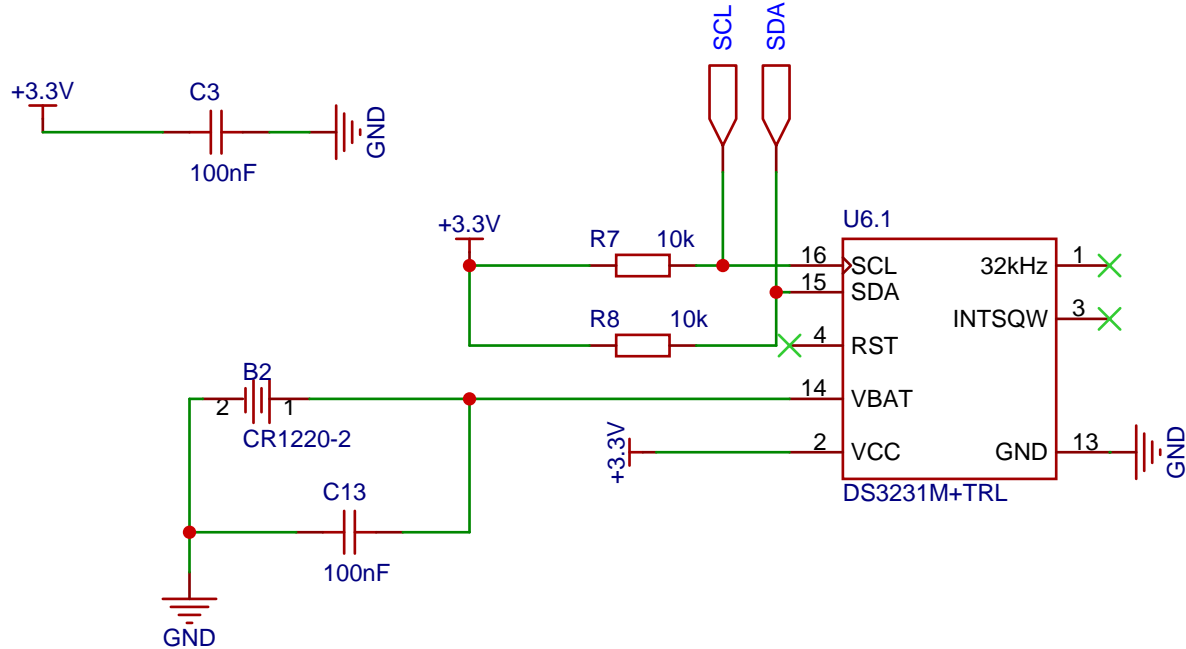 SCL
SDA
+3.3V
C3
100nF
GND
+3.3V
R7 10k
R8 10k
U6.1
16 SCL
15 SDA
4 RST
14 VBAT
2 VCC
32kHz 1
INTSQW 3
GND 13
GND
DS3231M+TRL
+3.3V
B2
2 1
CR1220-2
C13
100nF
GND